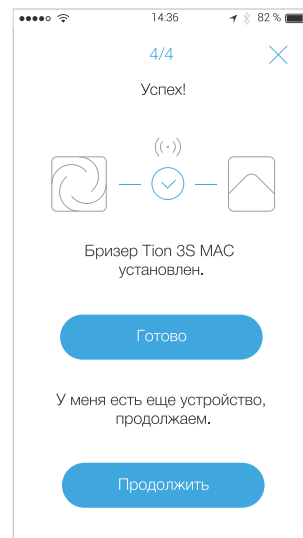 14:36
82 %
4/4
Успех!
Бризер Tion 3S MAC
установлен.
Готово
У меня есть еще устройство,
продолжаем.
Продолжить